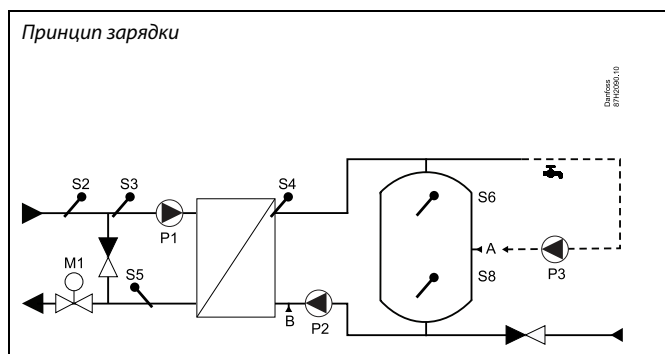 Принцип зарядки
Danfoss
87H2090.10
S2
S3
S4
S6
P1
A
P3
M1
S5
S8
B
P2